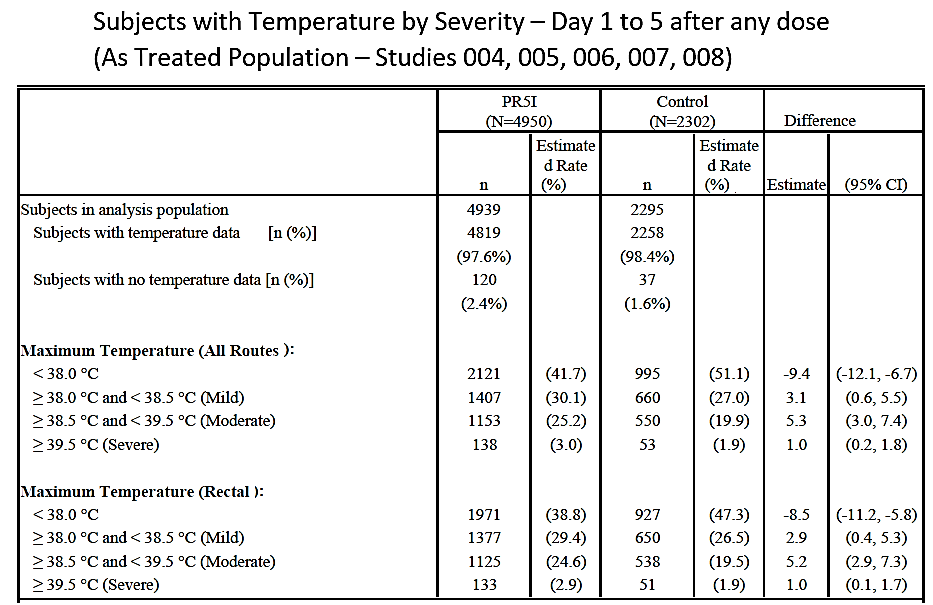 Subjects with Temperature by Severity – Day 1 to 5 after any dose
(As Treated Population – Studies 004, 005, 006, 007, 008)
PR5I Control
(N=4950) (N=2302) Difference
Estimate Estimate
d Rate d Rate
n (%) n (%) Estimate (95% CI)
Subjects in analysis population 4939 2295
Subjects with temperature data [n (%)] 4819 2258
(97.6%) (98.4%)
Subjects with no temperature data [n (%)] 120 37
(2.4%) (1.6%)
Maximum Temperature (All Routes ):
< 38.0 °C 2121 (41.7) 995 (51.1) -9.4 (-12.1, -6.7)
≥ 38.0 °C and < 38.5 °C (Mild) 1407 (30.1) 660 (27.0) 3.1 (0.6, 5.5)
≥ 38.5 °C and < 39.5 °C (Moderate) 1153 (25.2) 550 (19.9) 5.3 (3.0, 7.4)
≥ 39.5 °C (Severe) 138 (3.0) 53 (1.9) 1.0 (0.2, 1.8)
Maximum Temperature (Rectal ):
< 38.0 °C 1971 (38.8) 927 (47.3) -8.5 (-11.2, -5.8)
≥ 38.0 °C and < 38.5 °C (Mild) 1377 (29.4) 650 (26.5) 2.9 (0.4, 5.3)
≥ 38.5 °C and < 39.5 °C (Moderate) 1125 (24.6) 538 (19.5) 5.2 (2.9, 7.3)
≥ 39.5 °C (Severe) 133 (2.9) 51 (1.9) 1.0 (0.1, 1.7)